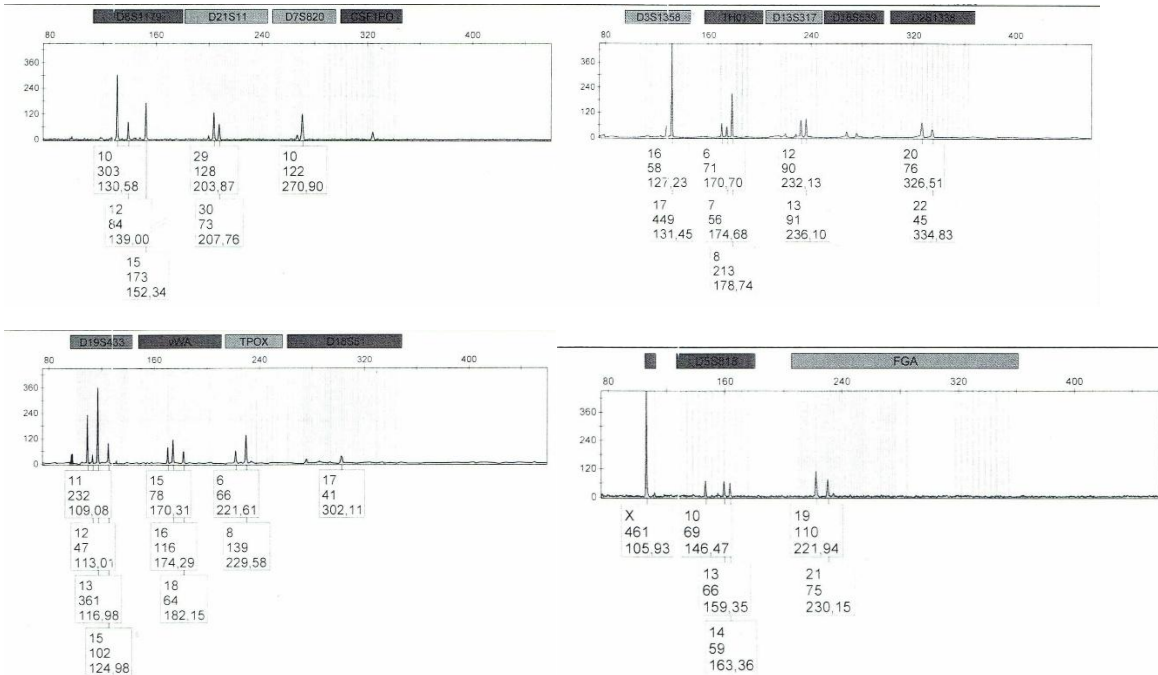 D8S1179 D21S11 D7S820 CSF1PO
80 160 240 320 400
360
240
120
0
10 29 10
303 128 122
130,58 203,87 270,90
12 30
84 73
139,00 207,76
15
173
152,34
D3S1358 TH01 D13S317 D16S539 D2S1338
80 160 240 320 400
360
240
120
0
16 6 12 20
58 71 90 76
127,23 170,70 232,13 326,51
17 7 13 22
449 56 91 45
131,45 174,68 236,10 334,83
8
213
178,74
D19S433 vWA TPOX D18S51
80 160 240 320 400
360
240
120
0
11 15 6 17
232 78 66 41
109,08 170,31 221,61 302,11
12 16 8
47 116 139
113,01 174,29 229,58
13 18
361 64
116,98 182,15
15
102
124,98
D5S818 FGA
80 160 240 320 400
360
240
120
0
X 10 19
461 69 110
105,93 146,47 221,94
13 21
66 75
159,35 230,15
14
59
163,36